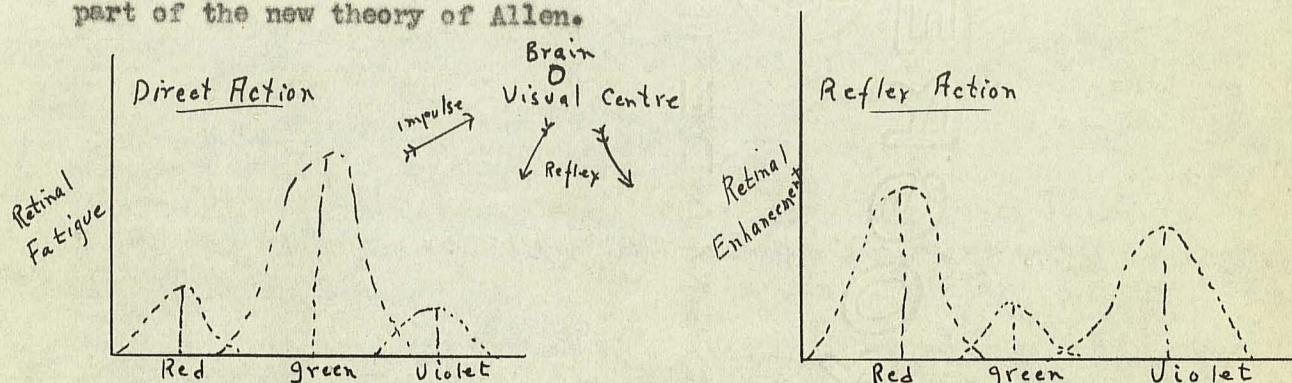 part of the new theory of Allen.
Brain
Direct Action
Visual Centre
Reflex Action
impulse
Reflex
Retinal
Fatigue
Retinal
Enhancement
Red green Violet
Red green Violet